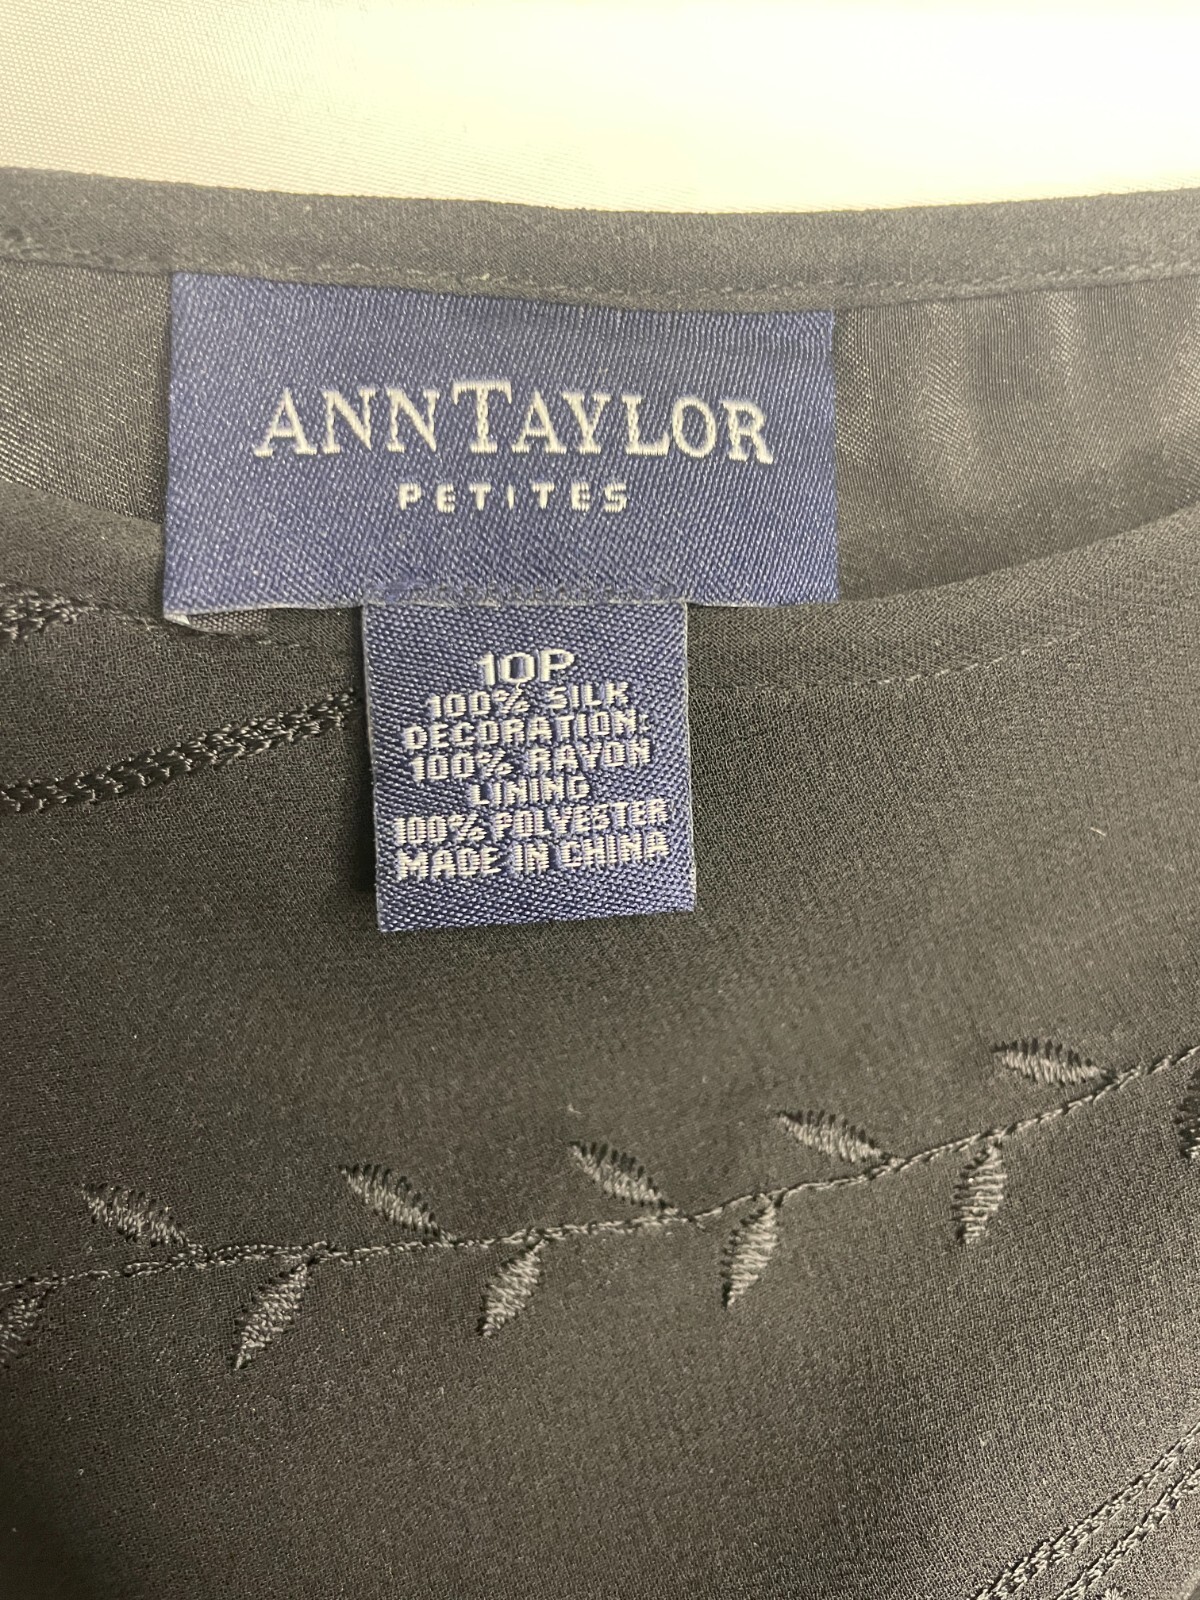 ANNTAYLOR
PETITES
10P
100% SILK
DECORATION:
100% RAYON
LINING
100% POLYESTER
MADE IN CHINA